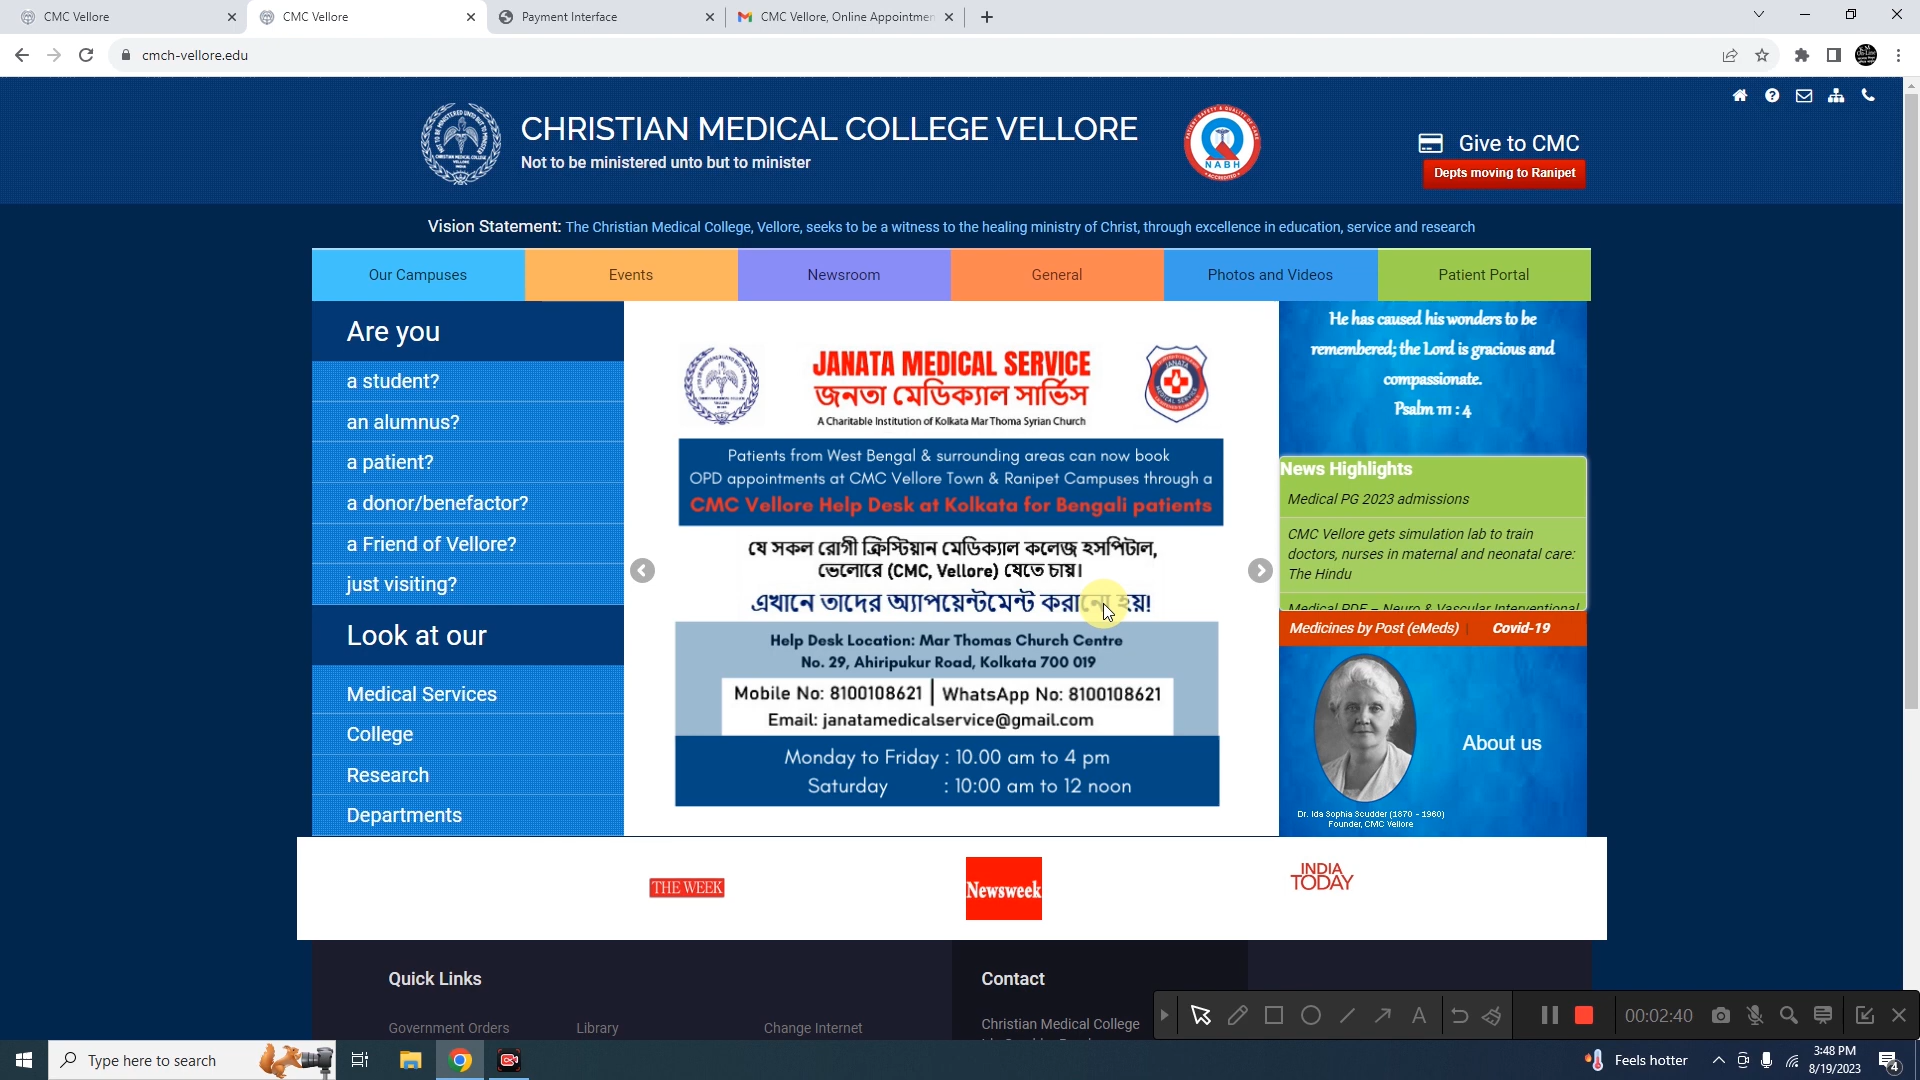 CMC Vellore
CMC Vellore
Payment Interface
CMC Vellore, Online Appointmen
cmch-vellore.edu
CHRISTIAN MEDICAL COLLEGE VELLORE
Not to be ministered unto but to minister
NABH
Give to CMC
Depts moving to Ranipet
Vision Statement: The Christian Medical College, Vellore, seeks to be a witness to the healing ministry of Christ, through excellence in education, service and research
Our Campuses
Events
Newsroom
General
Photos and Videos
Patient Portal
Are you
a student?
an alumnus?
a patient?
a donor/benefactor?
a Friend of Vellore?
just visiting?
Look at our
Medical Services
College
Research
Departments
JANATA MEDICAL SERVICE
জনতা মেডিক্যাল সার্ভিস
A Charitable Institution of Kolkata Mar Thoma Syrian Church
Patients from West Bengal & surrounding areas can now book
OPD appointments at CMC Vellore Town & Ranipet Campuses through a
CMC Vellore Help Desk at Kolkata for Bengali patients
যে সকল রোগী ক্রিস্টিয়ান মেডিক্যাল কলেজ হসপিটাল,
ভেলোরে (CMC, Vellore) যেতে চায়।
এখানে তাদের অ্যাপয়েন্টমেন্ট করানো হয়!
Help Desk Location: Mar Thomas Church Centre
No. 29, Ahiripukur Road, Kolkata 700 019
Mobile No: 8100108621 | WhatsApp No: 8100108621
Email: janatamedicalservice@gmail.com
Monday to Friday : 10.00 am to 4 pm
Saturday : 10:00 am to 12 noon
He has caused his wonders to be
remembered; the Lord is gracious and
compassionate.
Psalm 111 : 4
News Highlights
Medical PG 2023 admissions
CMC Vellore gets simulation lab to train
doctors, nurses in maternal and neonatal care:
The Hindu
Medical PDF – Neuro & Vascular Interventional
Medicines by Post (eMeds)
Covid-19
About us
Dr. Ida Sophia Scudder (1870 - 1960)
Founder, CMC Vellore
THE WEEK
Newsweek
INDIA
TODAY
Quick Links
Government Orders
Library
Change Internet
Contact
Christian Medical College
00:02:40
Type here to search
Feels hotter
3:48 PM
8/19/2023
4